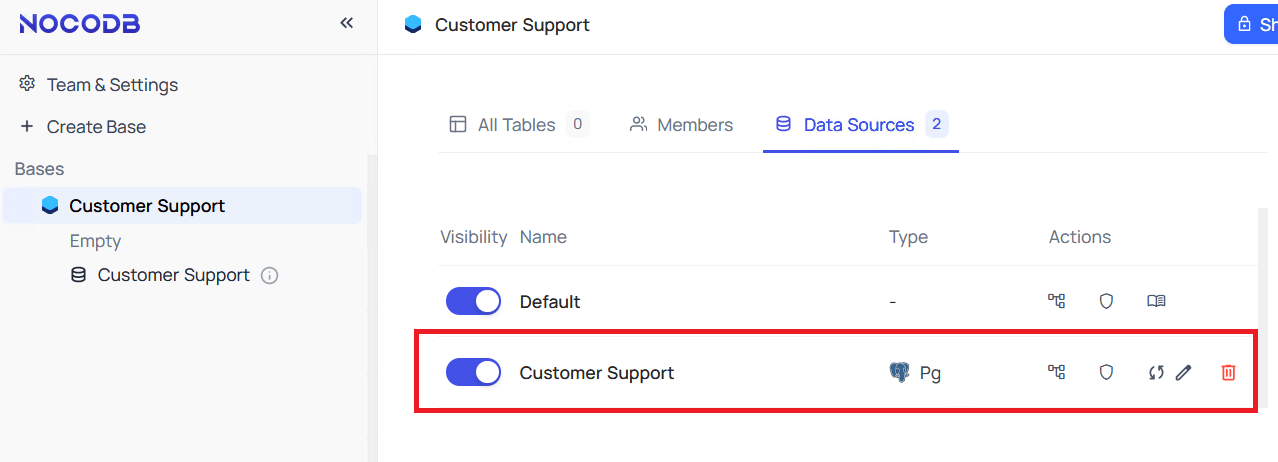 NOCODB
Customer Support
Team & Settings
Create Base
Bases
Customer Support
Empty
Customer Support
All Tables 0 Members Data Sources 2
Visibility Name Type Actions
Default -
Customer Support Pg